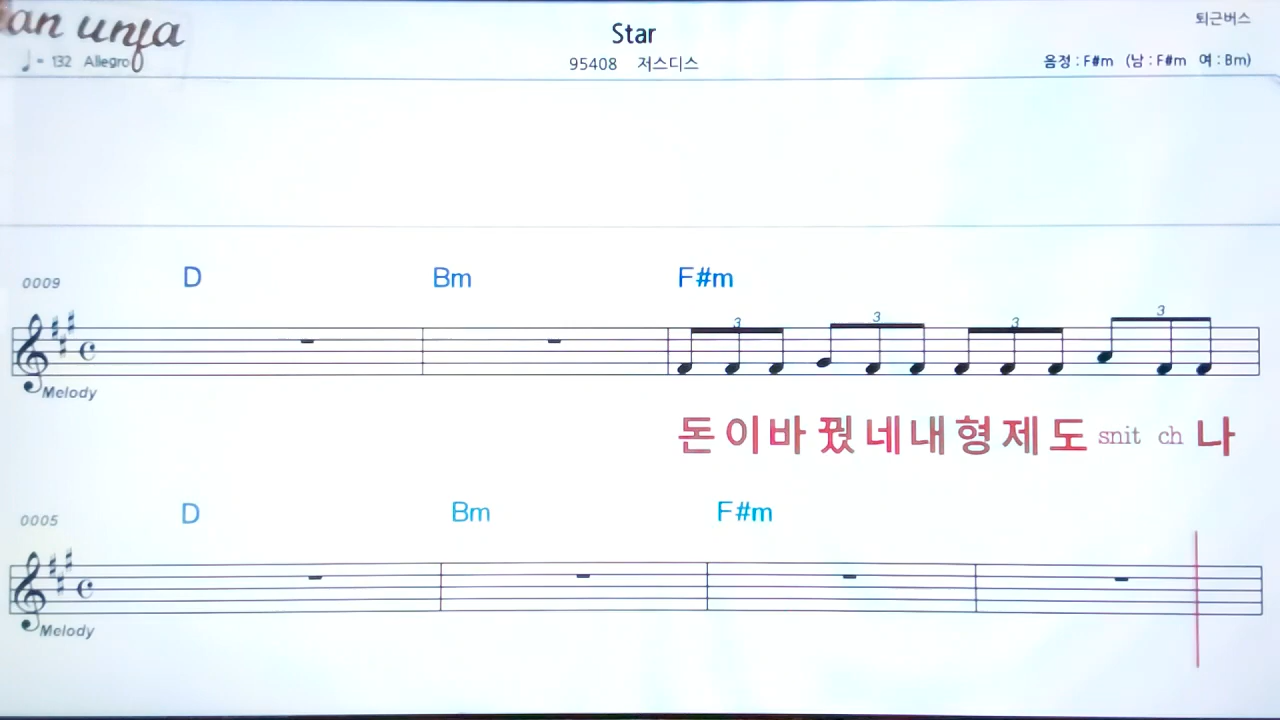 an unfa
Star
퇴근버스
♩= 132 Allegro
95408 저스디스
음정 : F#m (남 : F#m 여 : Bm)
0009 D Bm F#m
3 3 3 3
Melody
돈이바꿨네내형제도 snit ch 나
0005 D Bm F#m
Melody